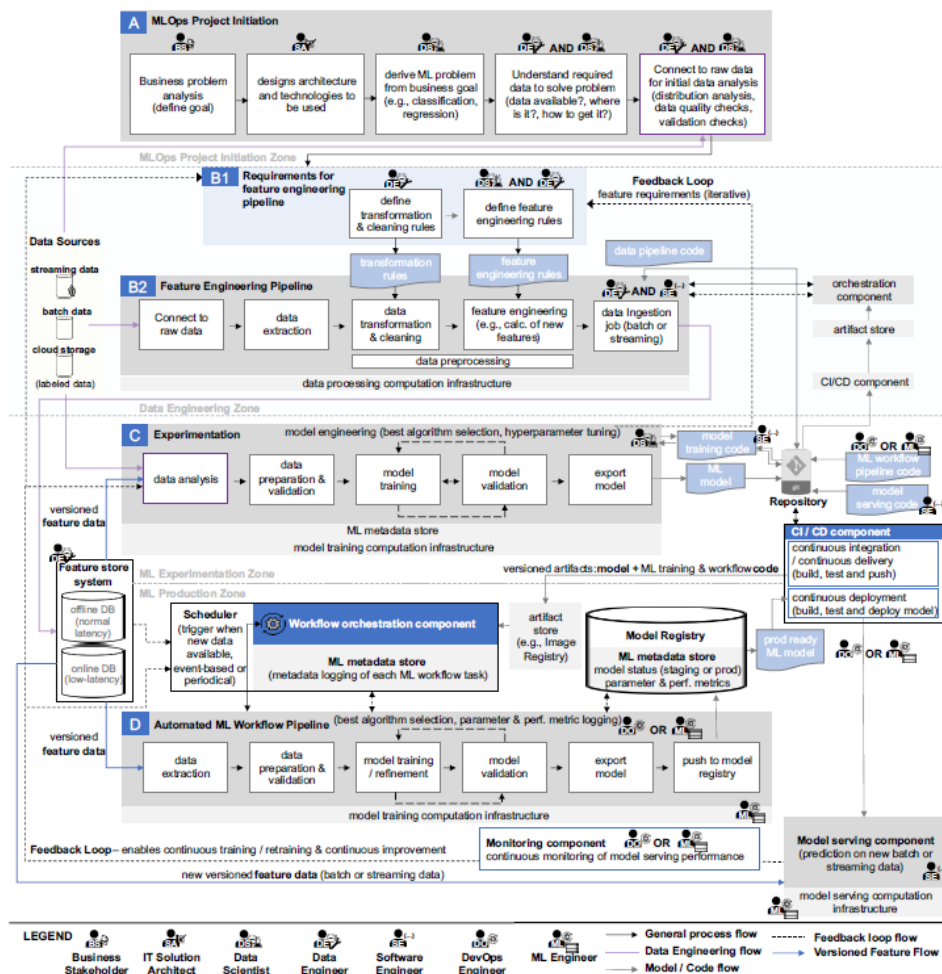 A MLOps Project Initiation
BS
SA
DS
DE AND DS
DE AND DS
Business problem
analysis
(define goal)
designs architecture
and technologies to
be used
derive ML problem
from business goal
(e.g., classification,
regression)
Understand required
data to solve problem
(data available?, where
is it?, how to get it?)
Connect to raw data
for initial data analysis
(distribution analysis,
data quality checks,
validation checks)
MLOps Project Initiation Zone
B1 Requirements for
feature engineering
pipeline
DE
DS AND DE
define
transformation
& cleaning rules
define feature
engineering rules
Feedback Loop
feature requirements (iterative)
Data Sources
streaming data
batch data
cloud storage
(labeled data)
transformation
rules
feature
engineering rules
data pipeline code
B2 Feature Engineering Pipeline
DE AND SE
Connect to
raw data
data
extraction
data
transformation
& cleaning
feature engineering
(e.g., calc. of new
features)
data Ingestion
job (batch or
streaming)
data preprocessing
data processing computation infrastructure
orchestration
component
artifact store
CI/CD component
Data Engineering Zone
C Experimentation
model engineering (best algorithm selection, hyperparameter tuning)
DS
data analysis
data
preparation &
validation
model
training
model
validation
export
model
ML metadata store
model training computation infrastructure
model
training code
SE
ML
model
DO OR ML
ML workflow
pipeline code
model
serving code
SE
Repository
versioned
feature data
DE
Feature store
system
offline DB
(normal
latency)
online DB
(low-latency)
CI / CD component
continuous integration
/ continuous delivery
(build, test and push)
continuous deployment
(build, test and deploy model)
DO OR ML
versioned artifacts: model + ML training & workflow code
ML Experimentation Zone
ML Production Zone
Scheduler
(trigger when
new data
available,
event-based or
periodical)
Workflow orchestration component
ML metadata store
(metadata logging of each ML workflow
task)
artifact
store
(e.g., Image
Registry)
Model Registry
ML metadata store
model status (staging or prod)
parameter & perf. metrics
prod ready
ML model
versioned
feature data
D Automated ML Workflow Pipeline
(best algorithm selection, parameter & perf. metric logging)
DO OR ML
data
extraction
data
preparation &
validation
model training
/ refinement
model
validation
export
model
push to model
registry
model training computation infrastructure
ML
Feedback Loop – enables continuous training / retraining & continuous improvement
Monitoring component
DO OR ML
continuous monitoring of model serving performance
new versioned feature data (batch or streaming data)
Model serving component
(prediction on new batch or
streaming data)
SE
model serving computation
infrastructure
ML
LEGEND
BS
Business
Stakeholder
SA
IT Solution
Architect
DS
Data
Scientist
DE
Data
Engineer
SE
Software
Engineer
DO
DevOps
Engineer
ML
ML Engineer
General process flow
Data Engineering flow
Model / Code flow
Feedback loop flow
Versioned Feature Flow